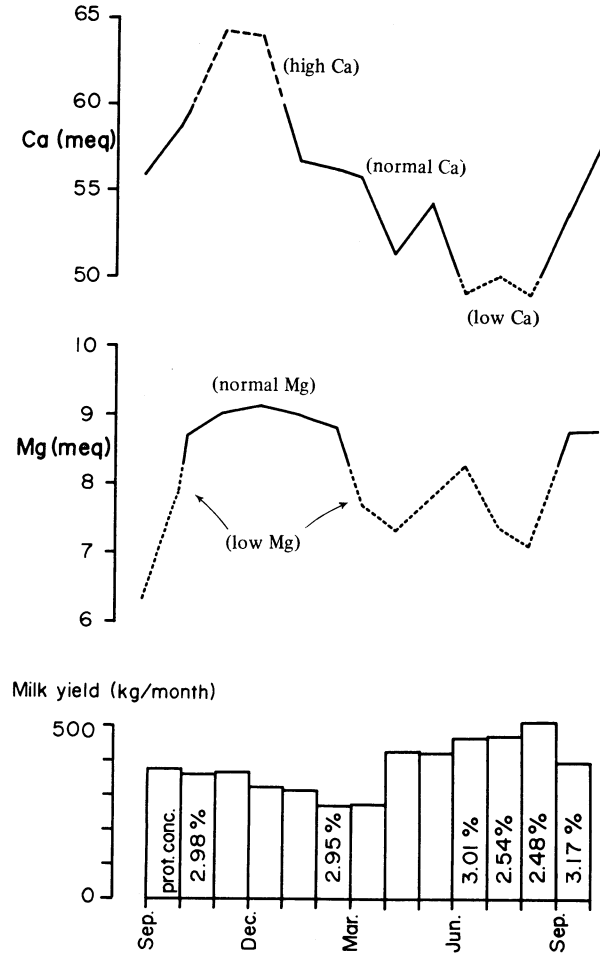 65
(high Ca)
60
Ca (meq)
(normal Ca)
55
50
(low Ca)
10
(normal Mg)
9
Mg (meq)
8
(low Mg)
7
6
Milk yield (kg/month)
500
prot.conc.
2.98 %
2.95 %
3.01 %
2.54%
2.48 %
3.17 %
0
Sep.
Dec.
Mar.
Jun.
Sep.